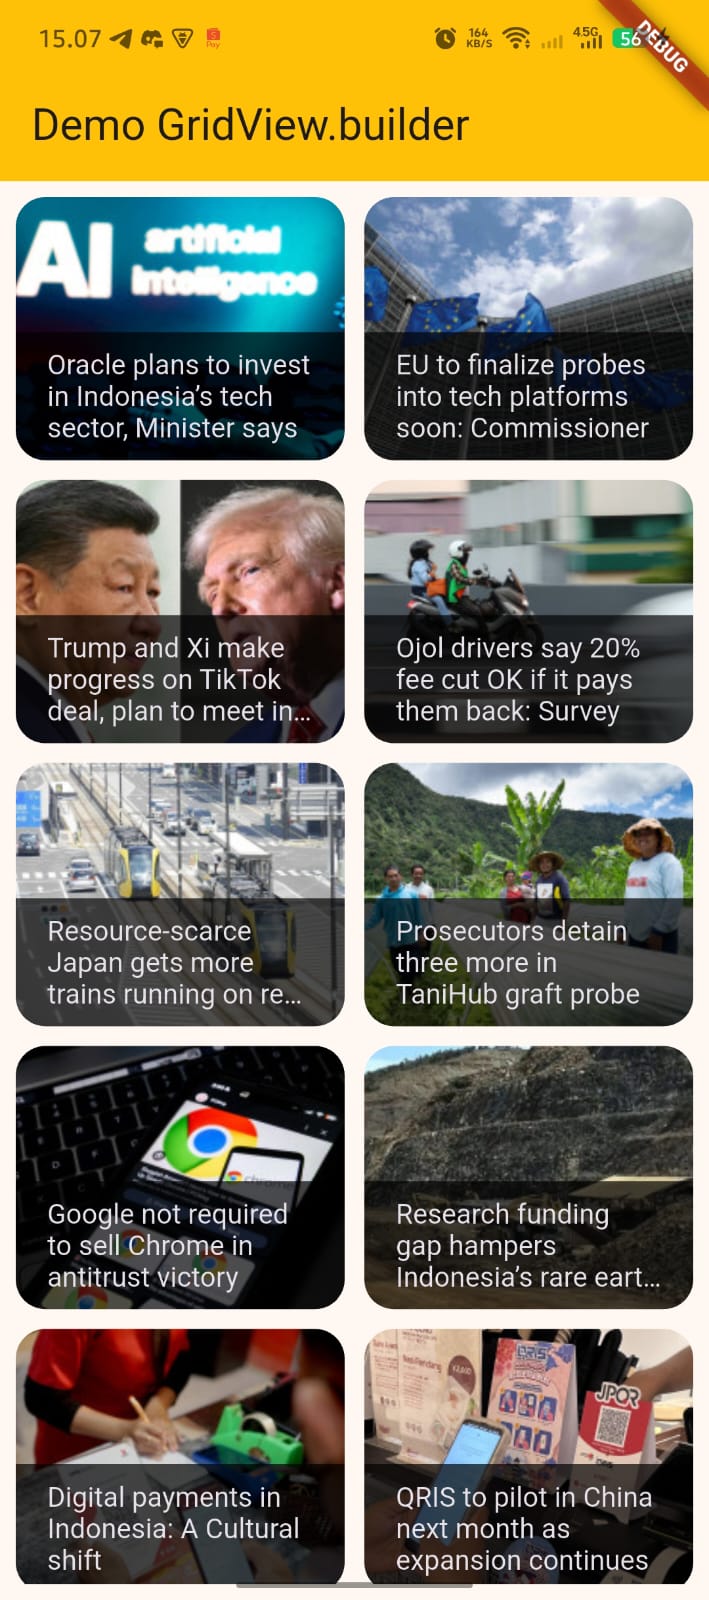 15.07
Pay
164
KB/S
4.5G
56
DEBUG
Demo GridView.builder
AI artificial
intelligence
Oracle plans to invest
in Indonesia’s tech
sector, Minister says
EU to finalize probes
into tech platforms
soon: Commissioner
Trump and Xi make
progress on TikTok
deal, plan to meet in…
Ojol drivers say 20%
fee cut OK if it pays
them back: Survey
Resource-scarce
Japan gets more
trains running on re…
Prosecutors detain
three more in
TaniHub graft probe
Google not required
to sell Chrome in
antitrust victory
Research funding
gap hampers
Indonesia’s rare eart…
Digital payments in
Indonesia: A Cultural
shift
JPQR
QRIS to pilot in China
next month as
expansion continues